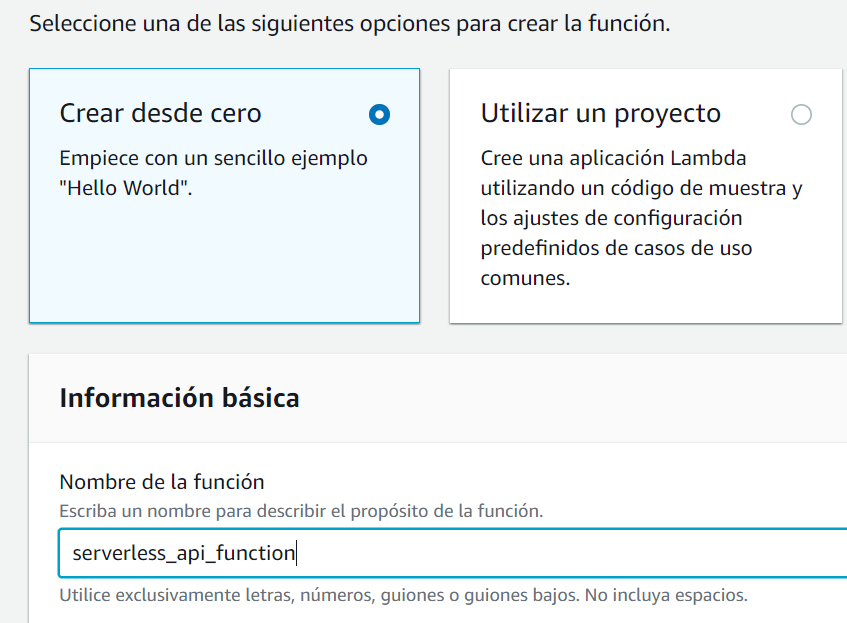 Seleccione una de las siguientes opciones para crear la función.
Crear desde cero
Empiece con un sencillo ejemplo
"Hello World".
Utilizar un proyecto
Cree una aplicación Lambda
utilizando un código de muestra y
los ajustes de configuración
predefinidos de casos de uso
comunes.
Información básica
Nombre de la función
Escriba un nombre para describir el propósito de la función.
serverless_api_function
Utilice exclusivamente letras, números, guiones o guiones bajos. No incluya espacios.